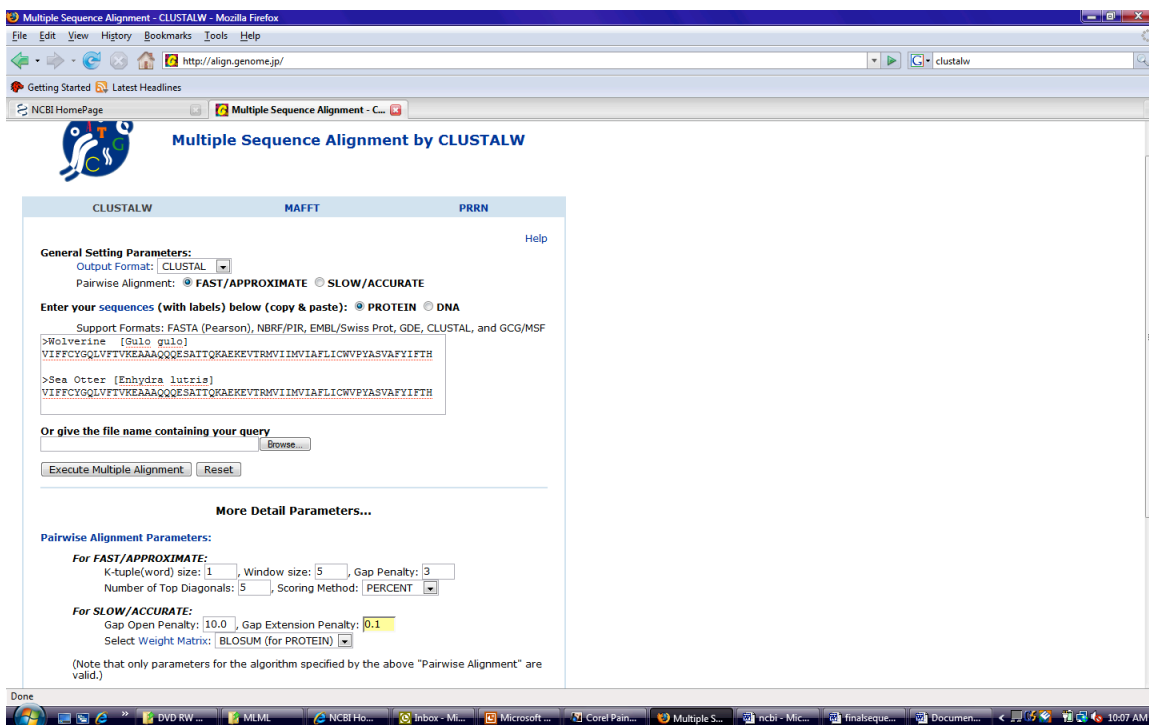 Multiple Sequence Alignment - CLUSTALW - Mozilla Firefox
File Edit View History Bookmarks Tools Help
http://align.genome.jp/
G clustalw
Getting Started Latest Headlines
NCBI HomePage Multiple Sequence Alignment - C...
A T G C
Multiple Sequence Alignment by CLUSTALW
CLUSTALW MAFFT PRRN
Help
General Setting Parameters:
Output Format: CLUSTAL
Pairwise Alignment: FAST/APPROXIMATE SLOW/ACCURATE
Enter your sequences (with labels) below (copy & paste): PROTEIN DNA
Support Formats: FASTA (Pearson), NBRF/PIR, EMBL/Swiss Prot, GDE, CLUSTAL, and GCG/MSF
>Wolverine [Gulo gulo]
VIFFCYGQLVFTVKEAAAQQQESATTQKAEKEVTRMVIIMVIAFLICWVPYASVAFYIFTH
>Sea Otter [Enhydra lutris]
VIFFCYGQLVFTVKEAAAQQQESATTQKAEKEVTRMVIIMVIAFLICWVPYASVAFYIFTH
Or give the file name containing your query
Browse...
Execute Multiple Alignment Reset
More Detail Parameters...
Pairwise Alignment Parameters:
For FAST/APPROXIMATE:
K-tuple(word) size: 1 , Window size: 5 , Gap Penalty: 3
Number of Top Diagonals: 5 , Scoring Method: PERCENT
For SLOW/ACCURATE:
Gap Open Penalty: 10.0 , Gap Extension Penalty: 0.1
Select Weight Matrix: BLOSUM (for PROTEIN)
(Note that only parameters for the algorithm specified by the above "Pairwise Alignment" are
valid.)
Done
DVD RW ... MLML NCBI Ho... Inbox - Mi... Microsoft ... Corel Pain... Multiple S... ncbi - Mic... finalseque... Documen... 10:07 AM